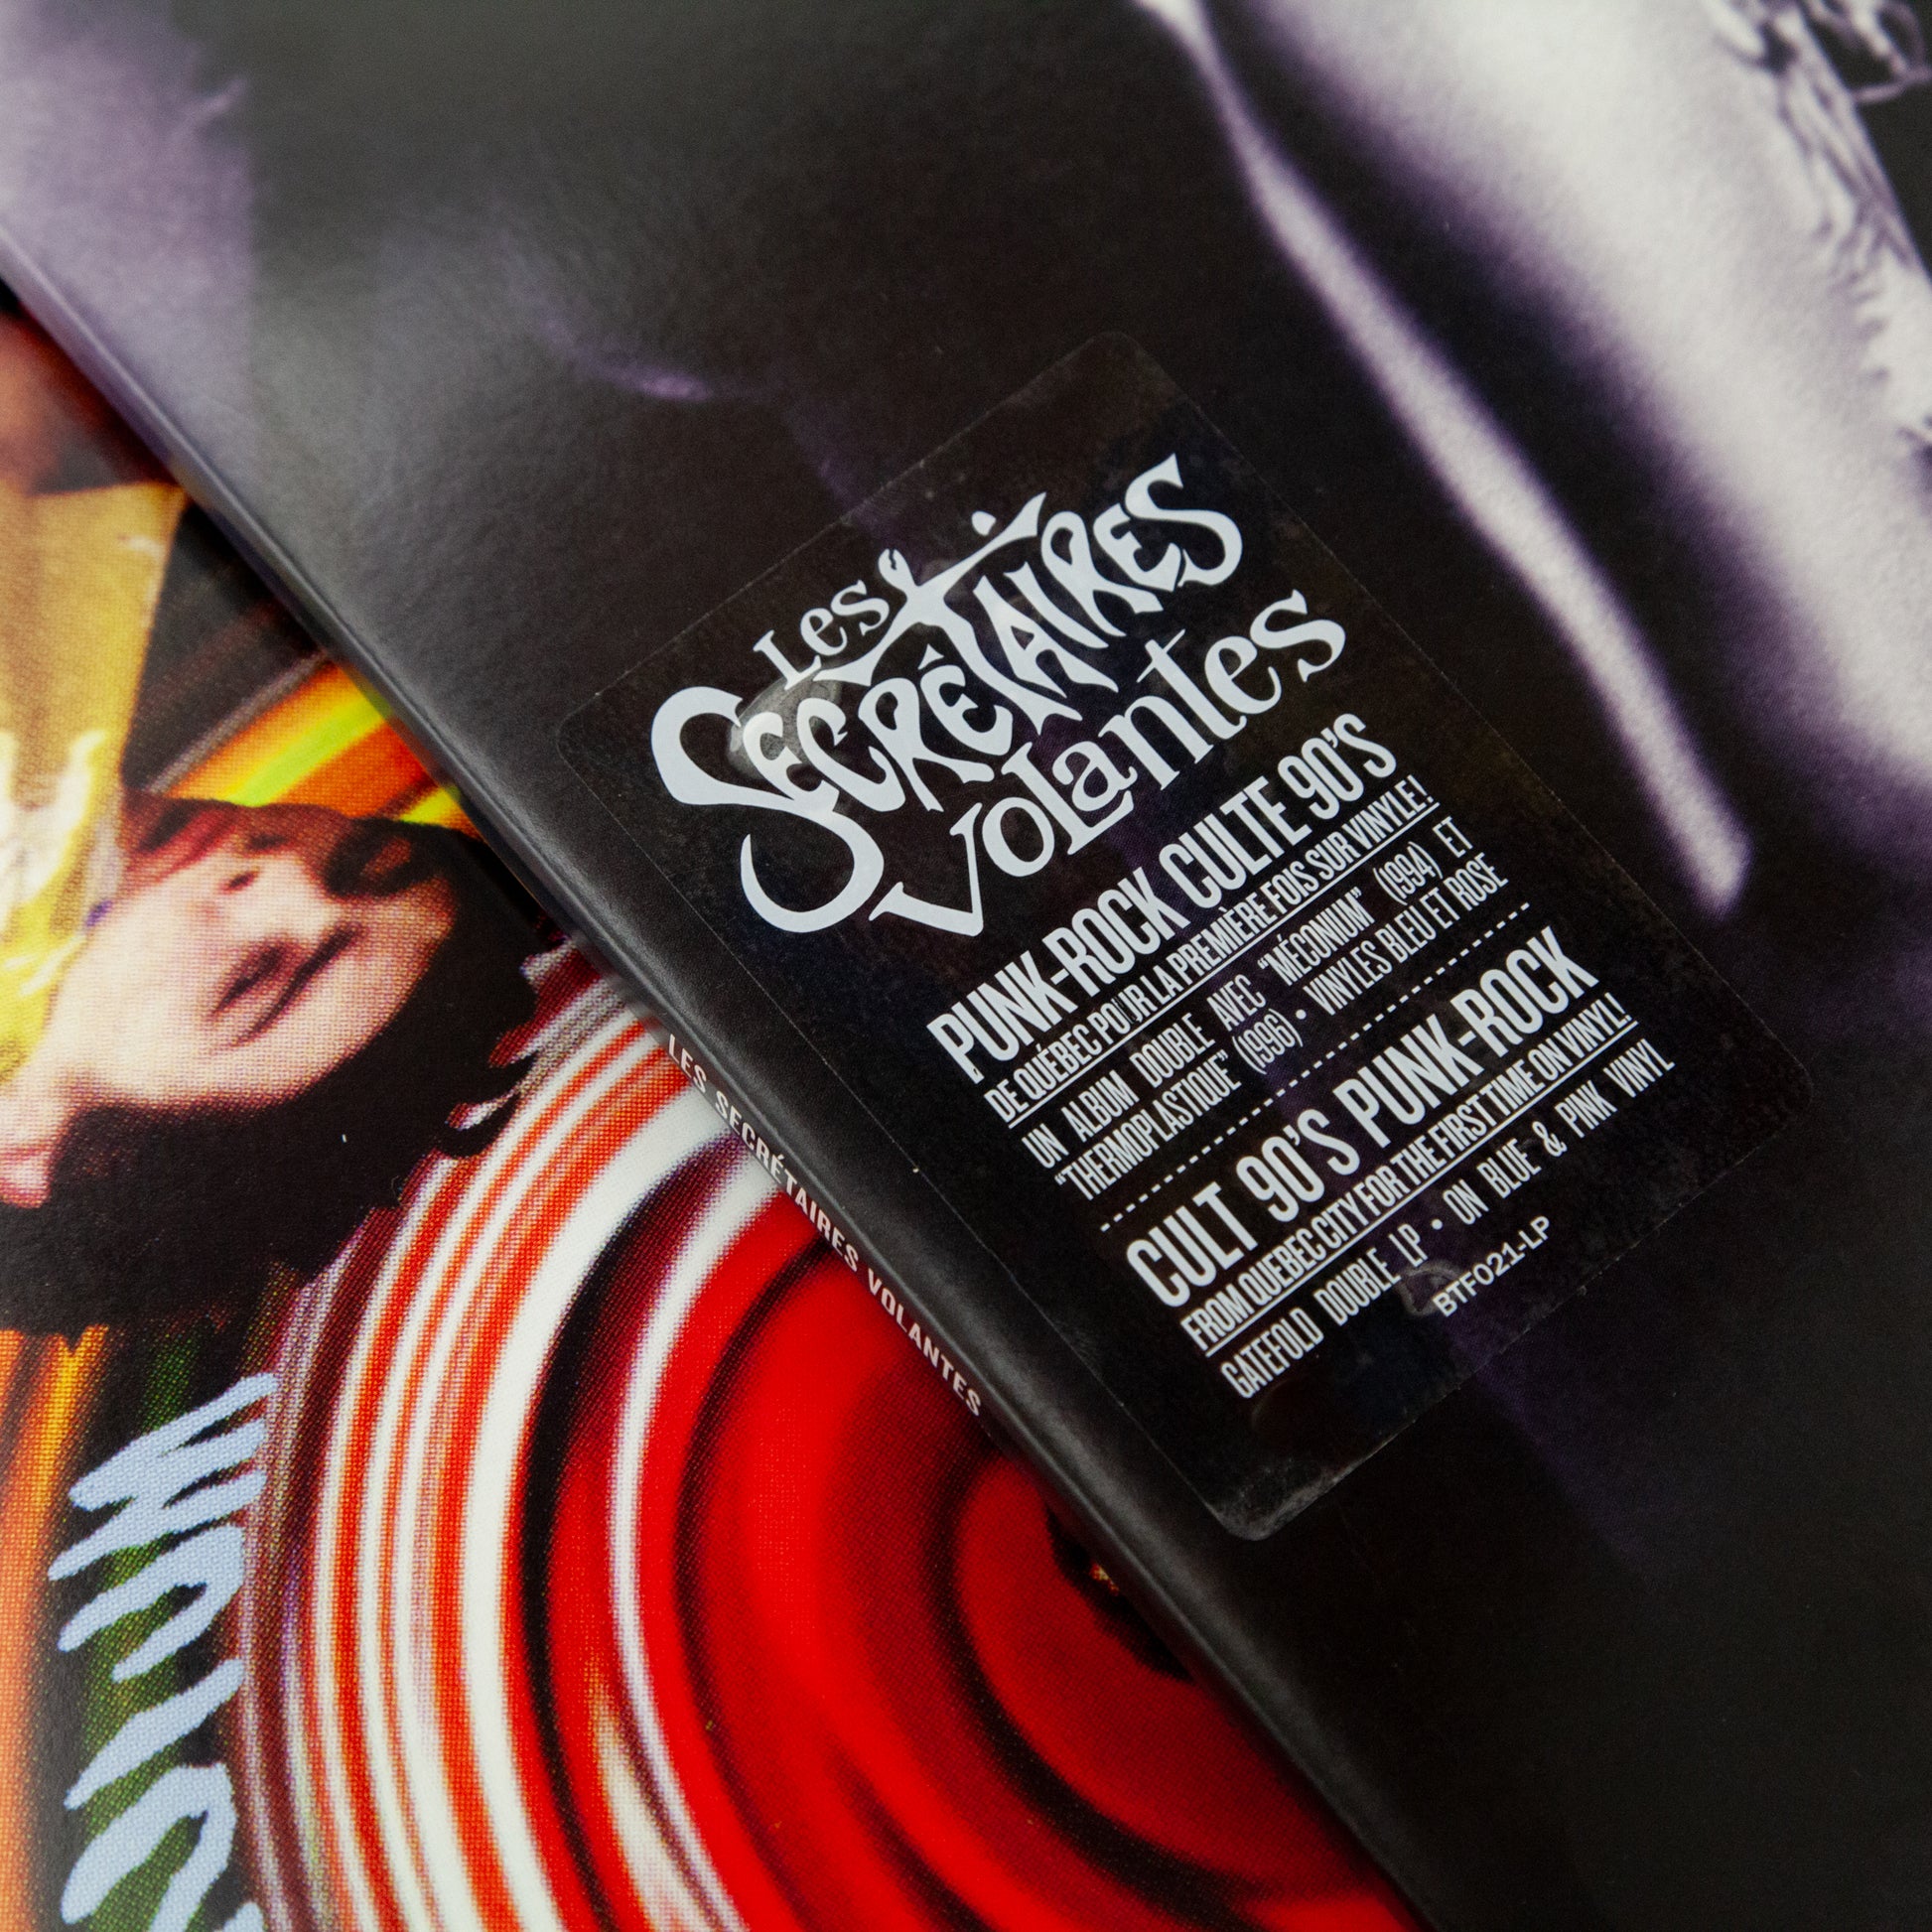 Les
SECRÉTAIRES
Volantes
PUNK-ROCK CULTE 90'S
DE QUÉBEC POUR LA PREMIÈRE FOIS SUR VINYLE!
UN ALBUM DOUBLE AVEC “MÉCONIUM” (1994) ET
“THERMOPLASTIQUE” (1996) • VINYLES BLEU ET ROSE
CULT 90'S PUNK-ROCK
FROM QUEBEC CITY FOR THE FIRST TIME ON VINYL!
GATEFOLD DOUBLE LP • ON BLUE & PINK VINYL
BTF021-LP
LES SECRÉTAIRES VOLANTES